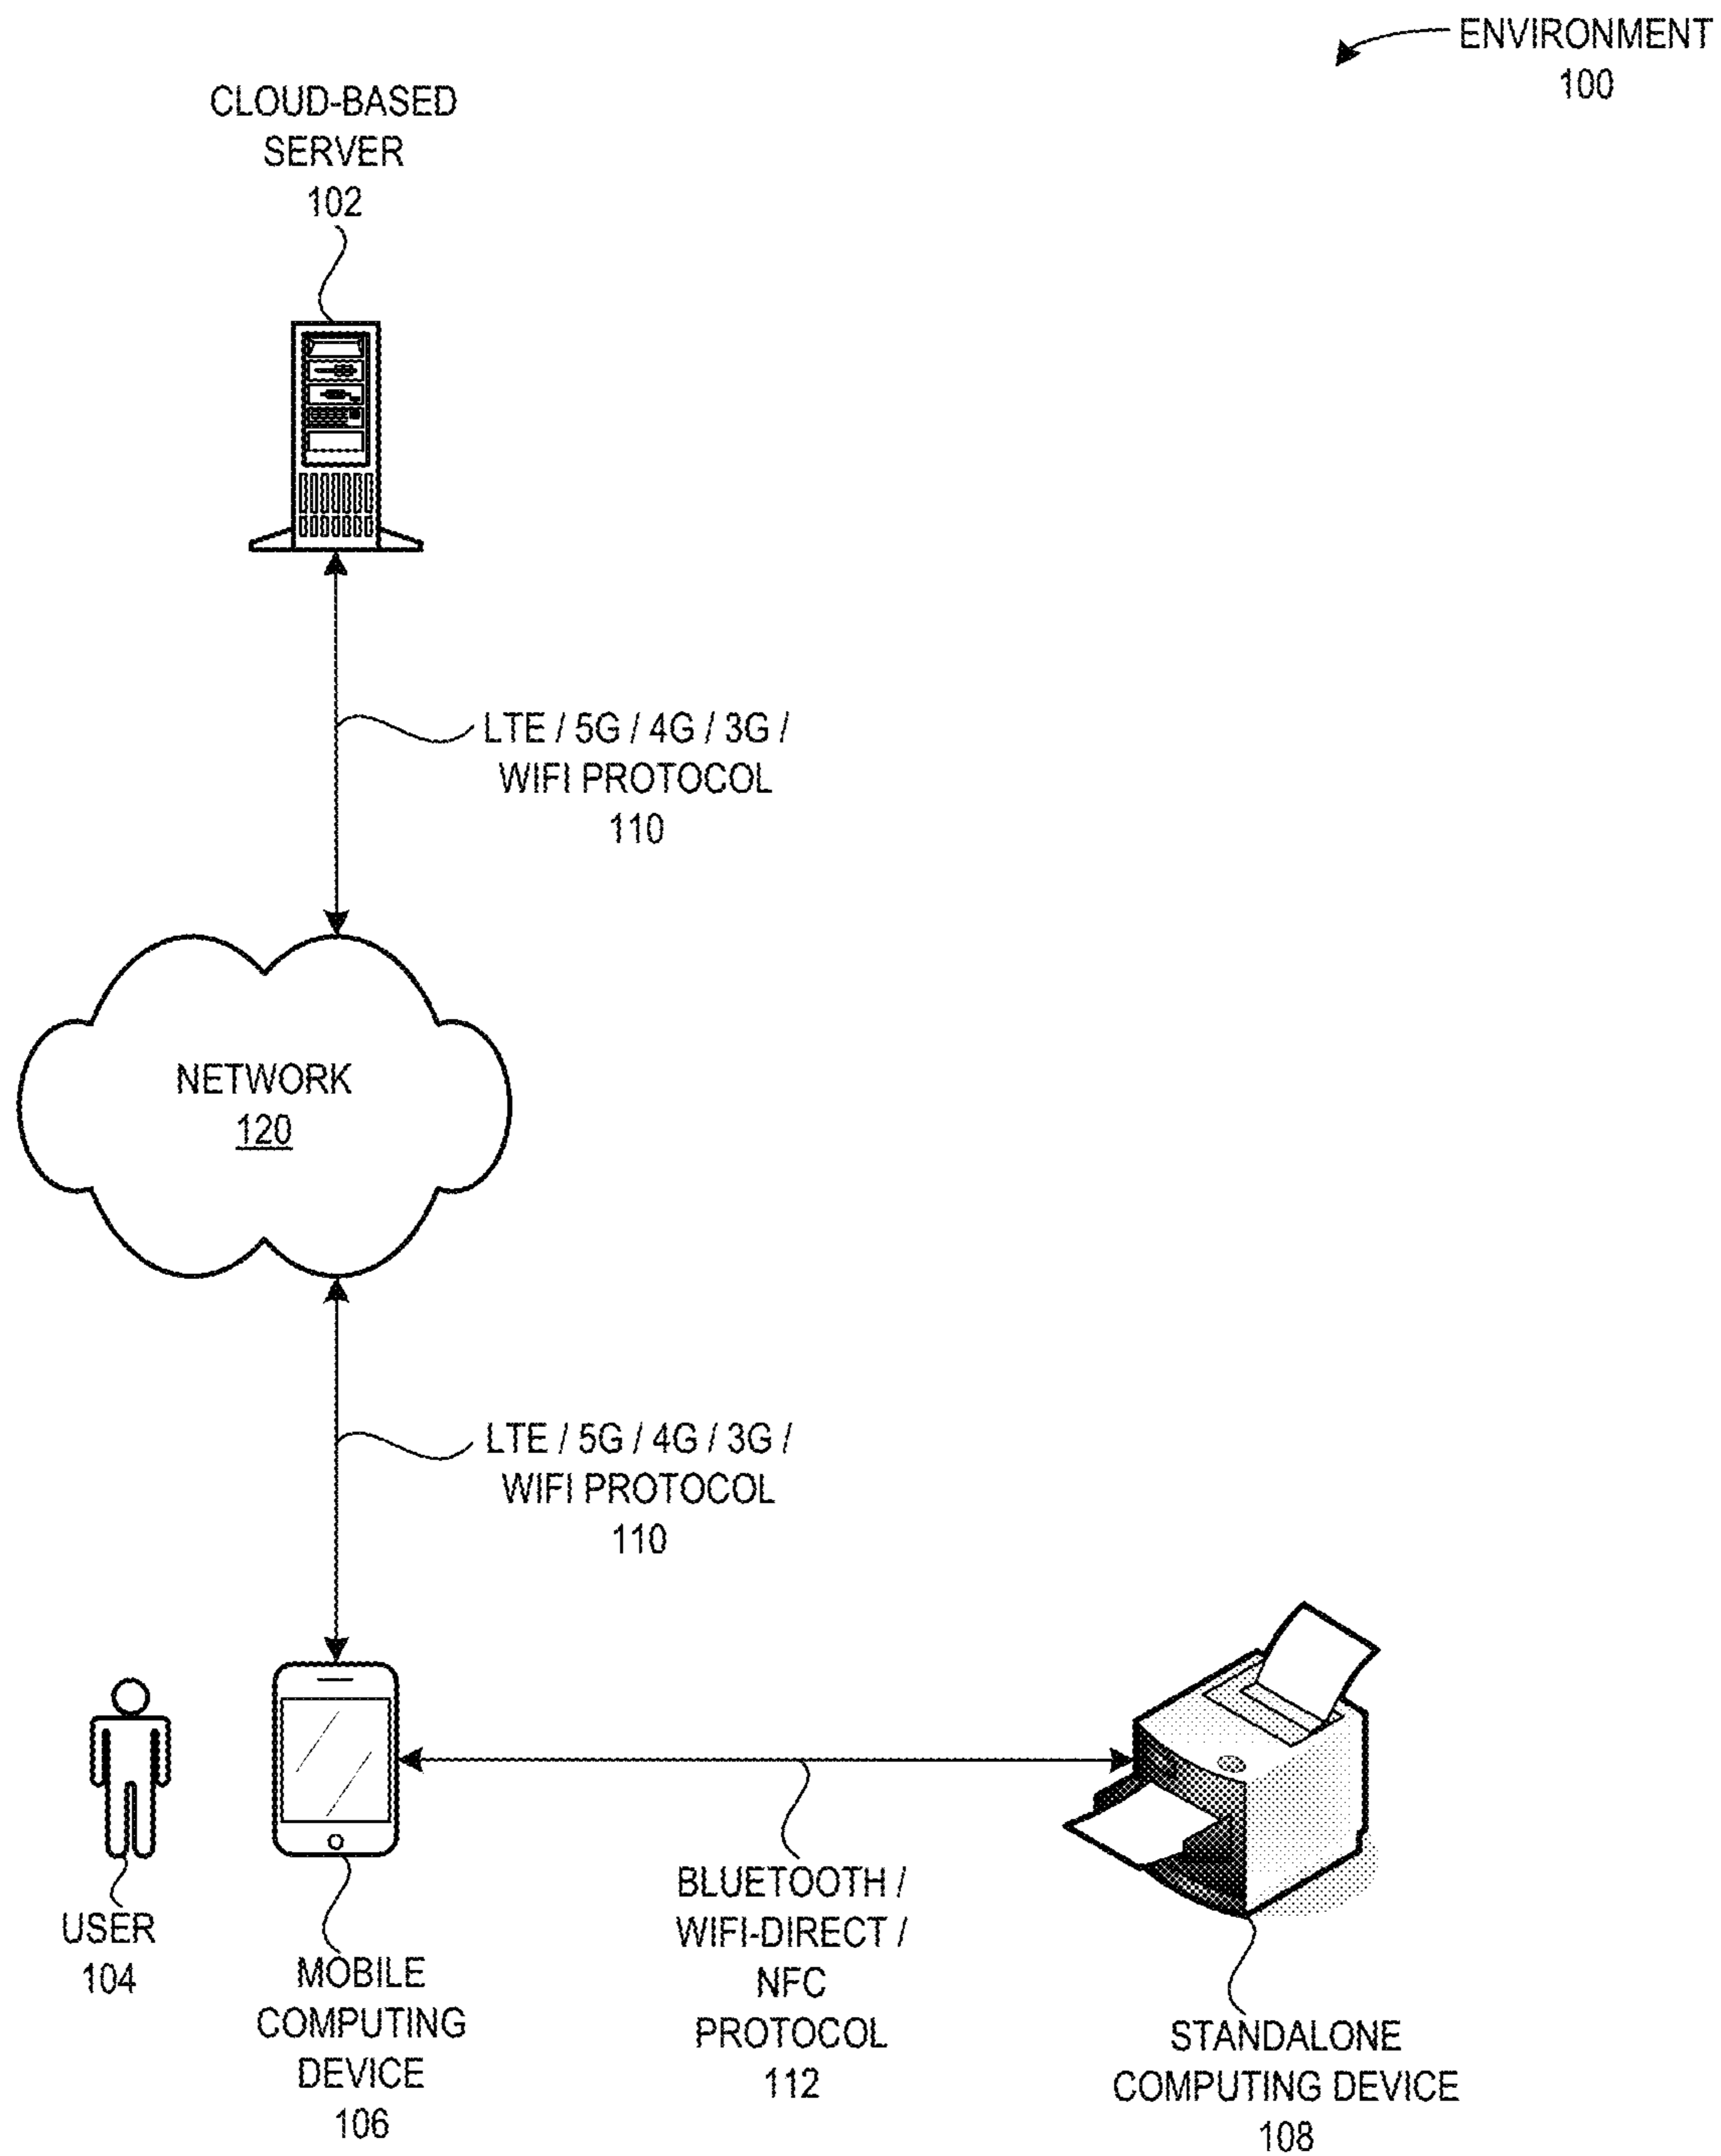 ENVIRONMENT
100
CLOUD-BASED
SERVER
102
LTE / 5G / 4G / 3G /
WIFI PROTOCOL
110
NETWORK
120
LTE / 5G / 4G / 3G /
WIFI PROTOCOL
110
USER
104
MOBILE
COMPUTING
DEVICE
106
BLUETOOTH /
WIFI-DIRECT /
NFC
PROTOCOL
112
STANDALONE
COMPUTING DEVICE
108